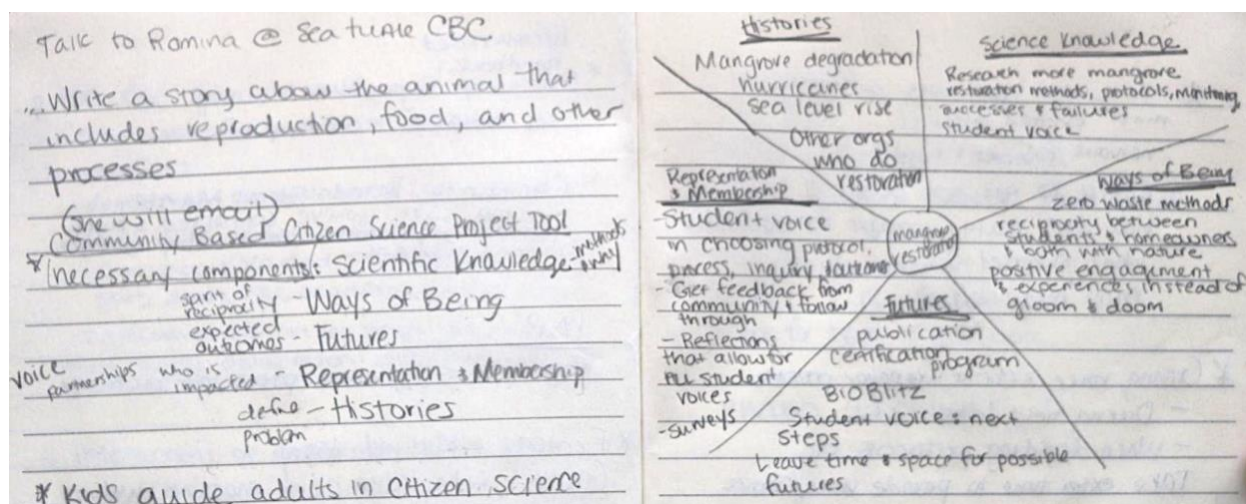 Talk to Romina @ Sea turtle CBC
Write a story about the animal that
includes reproduction, food, and other
processes
(she will email)
Community Based Citizen Science Project Tool
* necessary components: Scientific Knowledge - methods & why
spirit of
reciprocity Ways of Being
expected
outcomes - Futures
voice
partnerships who is
impacted - Representation & Membership
define - Histories
problem
* Kids guide adults in citizen science
Histories
Mangrove degradation
hurricanes
sea level rise
Other orgs
who do
restoration
Science Knowledge
Research more mangrove
restoration methods, protocols, monitoring,
successes & failures
student voice
Ways of Being
zero waste methods
reciprocity between
students & homeowners
& both with nature
positive engagement
& experiences instead of
gloom & doom
Representation
& Membership
- Student voice
in choosing protocol,
process, inquiry & outcome
Get feedback from
community & follow
through
- Reflections
that allow for
ALL student
voices
- surveys
mangrove
restoration
Futures
publication
certification
program
BioBlitz
Student voice & next
steps
Leave time & space for possible
futures